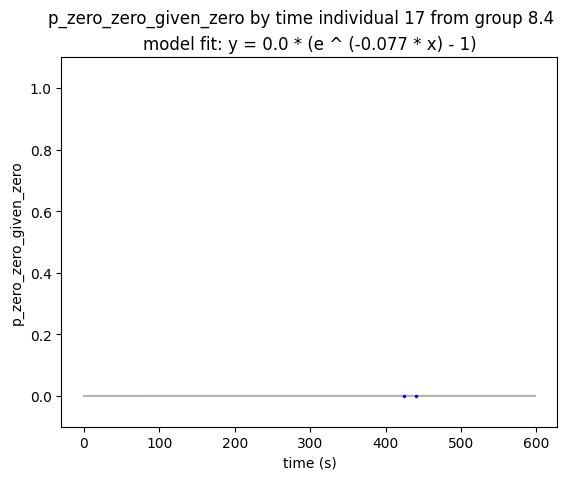 p_zero_zero_given_zero by time individual 17 from group 8.4
model fit: y = 0.0 * (e ^ (-0.077 * x) - 1)
1.0
0.8
0.6
0.4
0.2
0.0
p_zero_zero_given_zero
0 100 200 300 400 500 600
time (s)